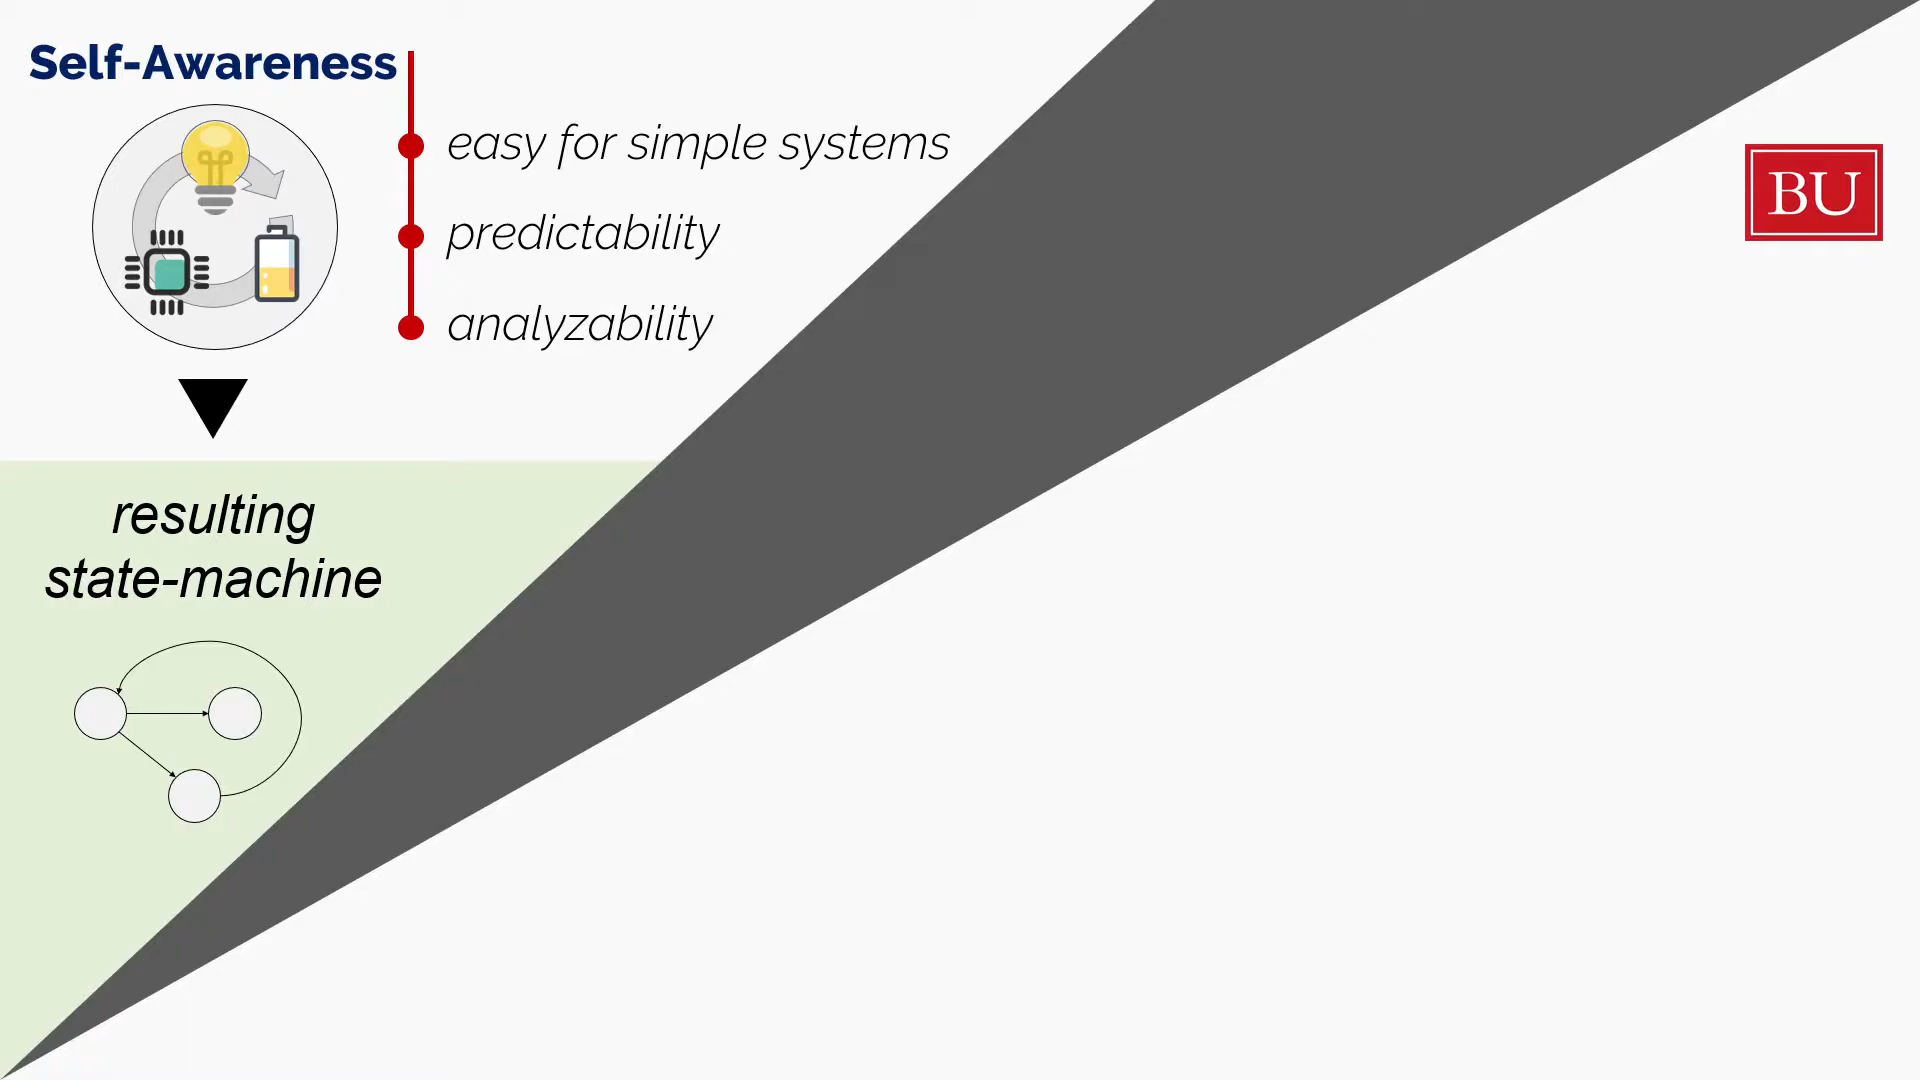 Self-Awareness
easy for simple systems
predictability
analyzability
BU
resulting
state-machine